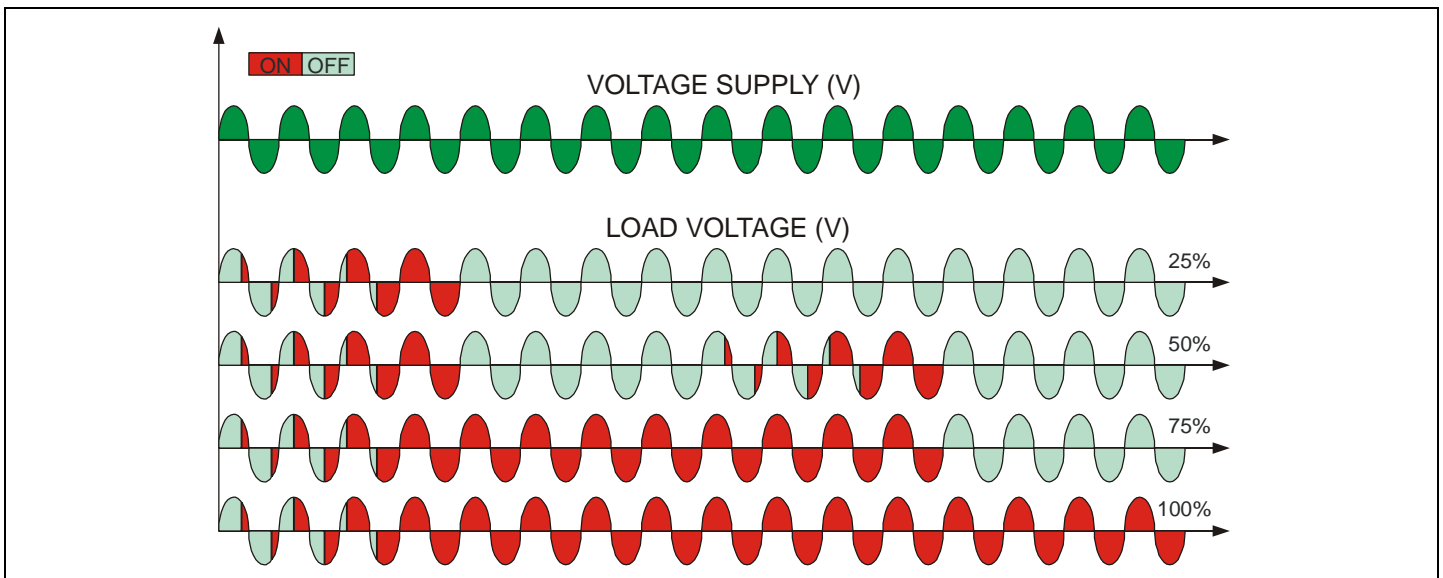 ON OFF
VOLTAGE SUPPLY (V)
LOAD VOLTAGE (V)
25%
50%
75%
100%